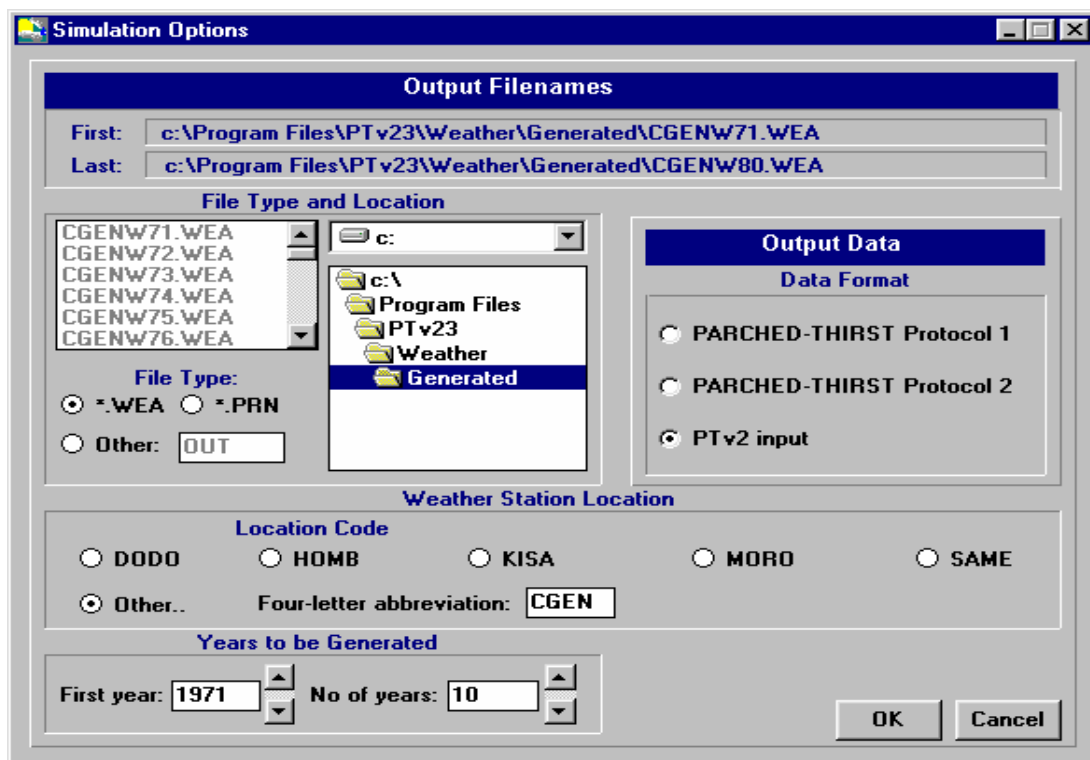 Simulation Options
Output Filenames
First: c:\Program Files\PTv23\Weather\Generated\CGENW71.WEA
Last: c:\Program Files\PTv23\Weather\Generated\CGENW80.WEA
File Type and Location
CGENW71.WEA
CGENW72.WEA
CGENW73.WEA
CGENW74.WEA
CGENW75.WEA
CGENW76.WEA
File Type:
*.WEA *.PRN
Other: OUT
c:
c:\
Program Files
PTv23
Weather
Generated
Output Data
Data Format
PARCHED-THIRST Protocol 1
PARCHED-THIRST Protocol 2
PTv2 input
Weather Station Location
Location Code
DODO HOMB KISA MORO SAME
Other.. Four-letter abbreviation: CGEN
Years to be Generated
First year: 1971 No of years: 10
OK Cancel